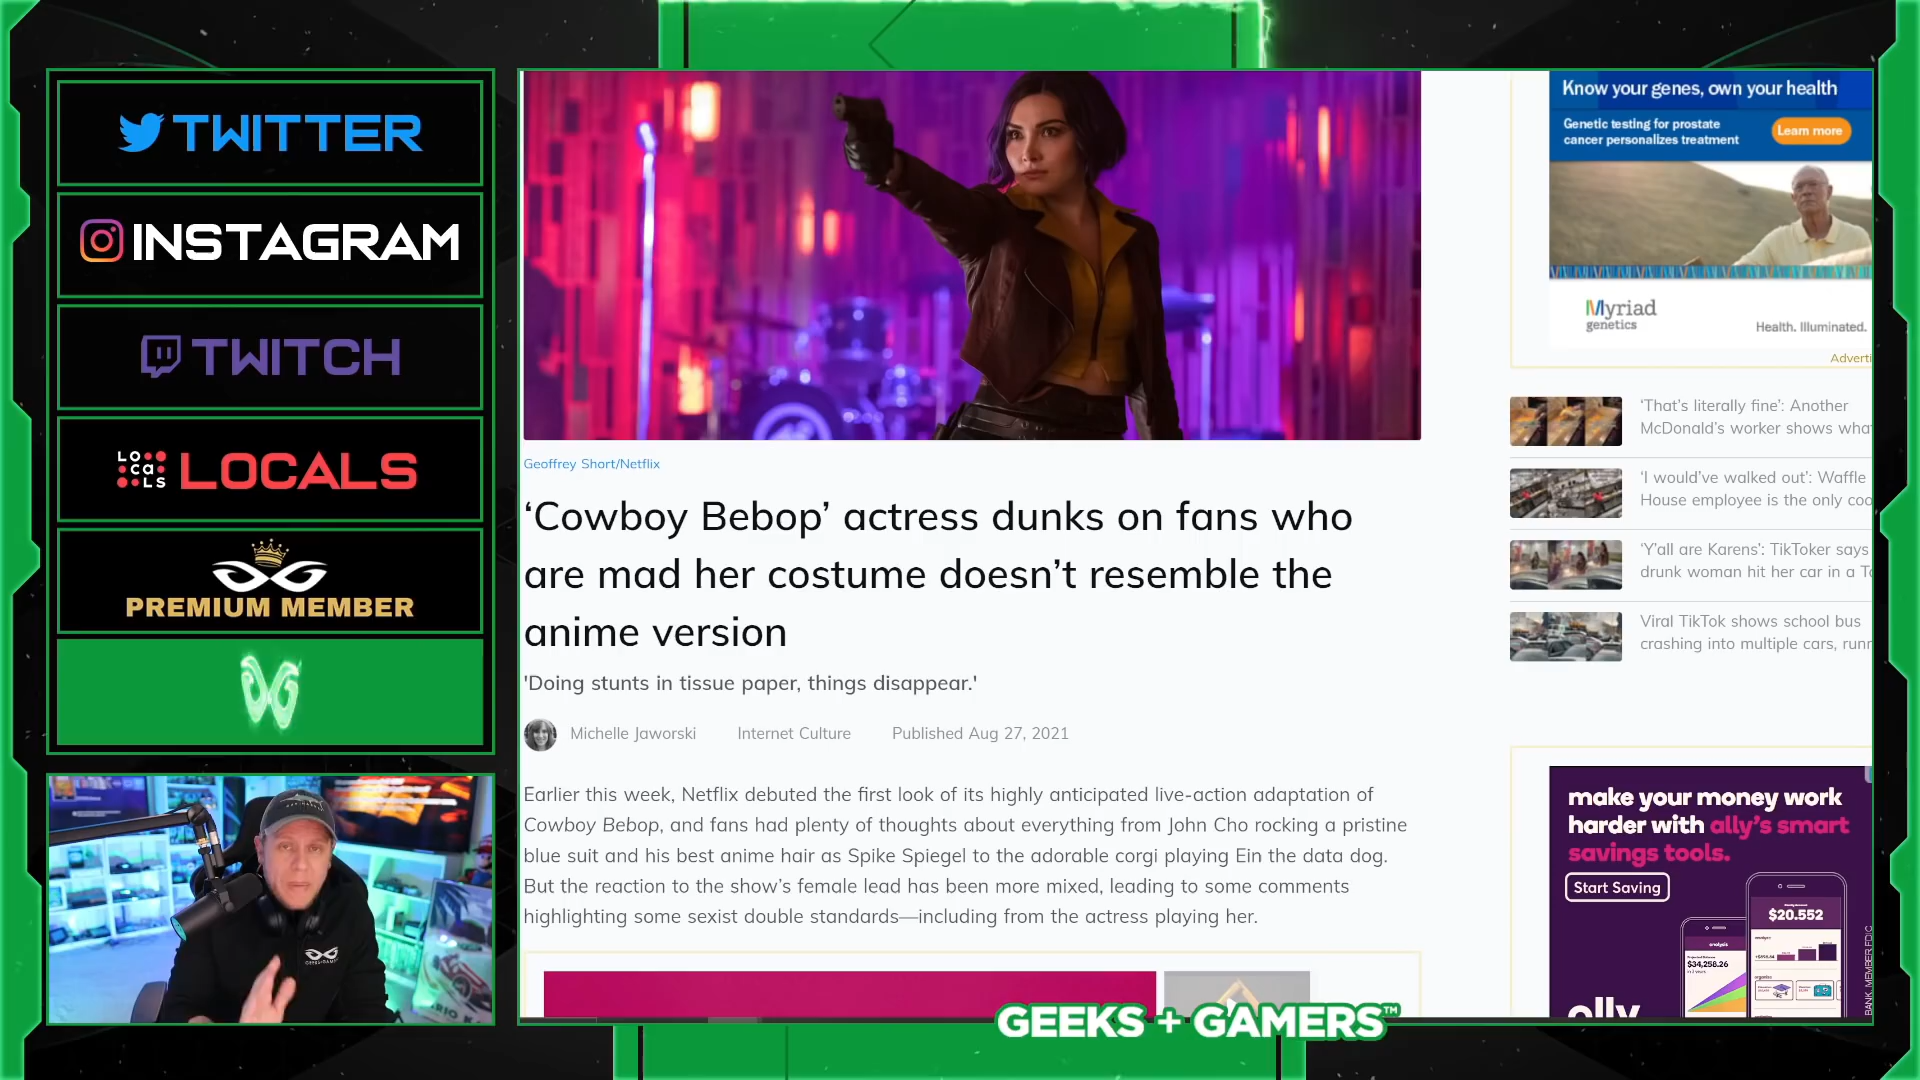 TWITTER
INSTAGRAM
TWITCH
LOCALS
LOCALS
PREMIUM MEMBER
Geoffrey Short/Netflix
‘Cowboy Bebop’ actress dunks on fans who
are mad her costume doesn’t resemble the
anime version
'Doing stunts in tissue paper, things disappear.'
Michelle Jaworski Internet Culture Published Aug 27, 2021
Earlier this week, Netflix debuted the first look of its highly anticipated live-action adaptation of
Cowboy Bebop, and fans had plenty of thoughts about everything from John Cho rocking a pristine
blue suit and his best anime hair as Spike Spiegel to the adorable corgi playing Ein the data dog.
But the reaction to the show’s female lead has been more mixed, leading to some comments
highlighting some sexist double standards—including from the actress playing her.
GEEKS + GAMERS™
Know your genes, own your health
Genetic testing for prostate
cancer personalizes treatment
Learn more
Myriad
genetics
Health. Illuminated.
Adverti
‘That’s literally fine’: Another
McDonald’s worker shows wha
‘I would’ve walked out’: Waffle
House employee is the only coo
‘Y’all are Karens’: TikToker says
drunk woman hit her car in a Ta
Viral TikTok shows school bus
crashing into multiple cars, runn
make your money work
harder with ally’s smart
savings tools.
Start Saving
$20.552
analysis
$34,258.26
ally
BANK, MEMBER FDIC